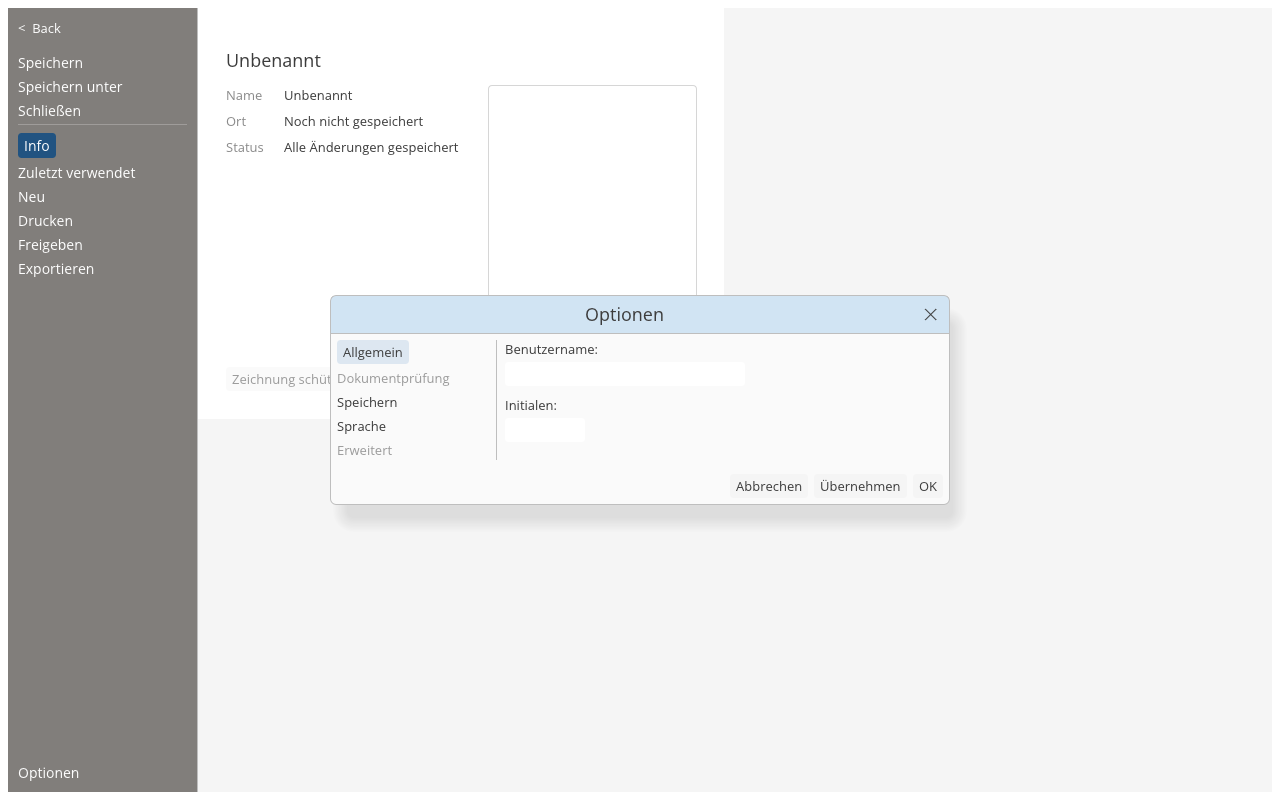 < Back
Speichern
Speichern unter
Schließen
Info
Zuletzt verwendet
Neu
Drucken
Freigeben
Exportieren
Optionen
Unbenannt
Name Unbenannt
Ort Noch nicht gespeichert
Status Alle Änderungen gespeichert
Zeichnung
Optionen
Allgemein
Dokumentprüfung
Speichern
Sprache
Erweitert
Benutzername:
Initialen:
Abbrechen Übernehmen OK